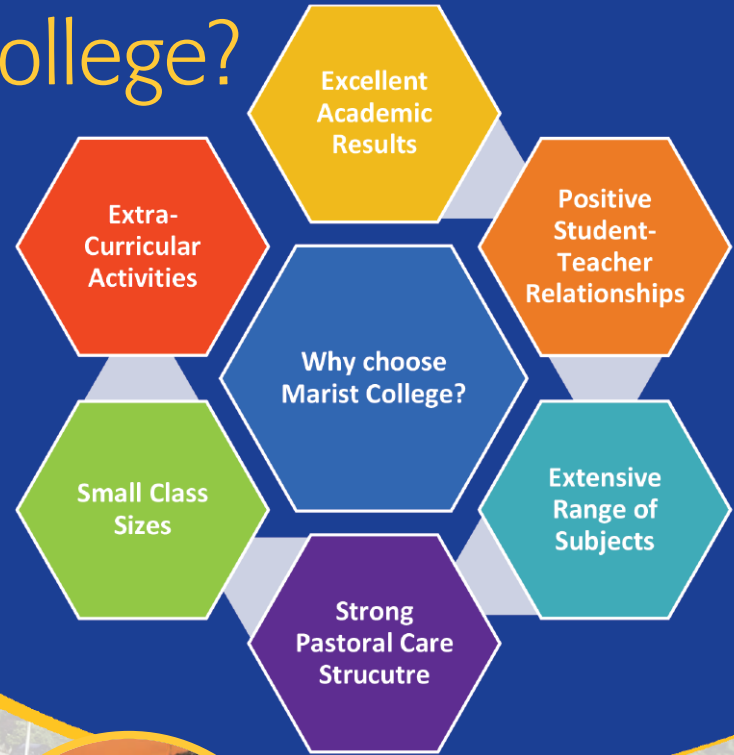 ollege?
Excellent
Academic
Results
Positive
Student-
Teacher
Relationships
Extra-
Curricular
Activities
Why choose
Marist College?
Small Class
Sizes
Extensive
Range of
Subjects
Strong
Pastoral Care
Strucutre